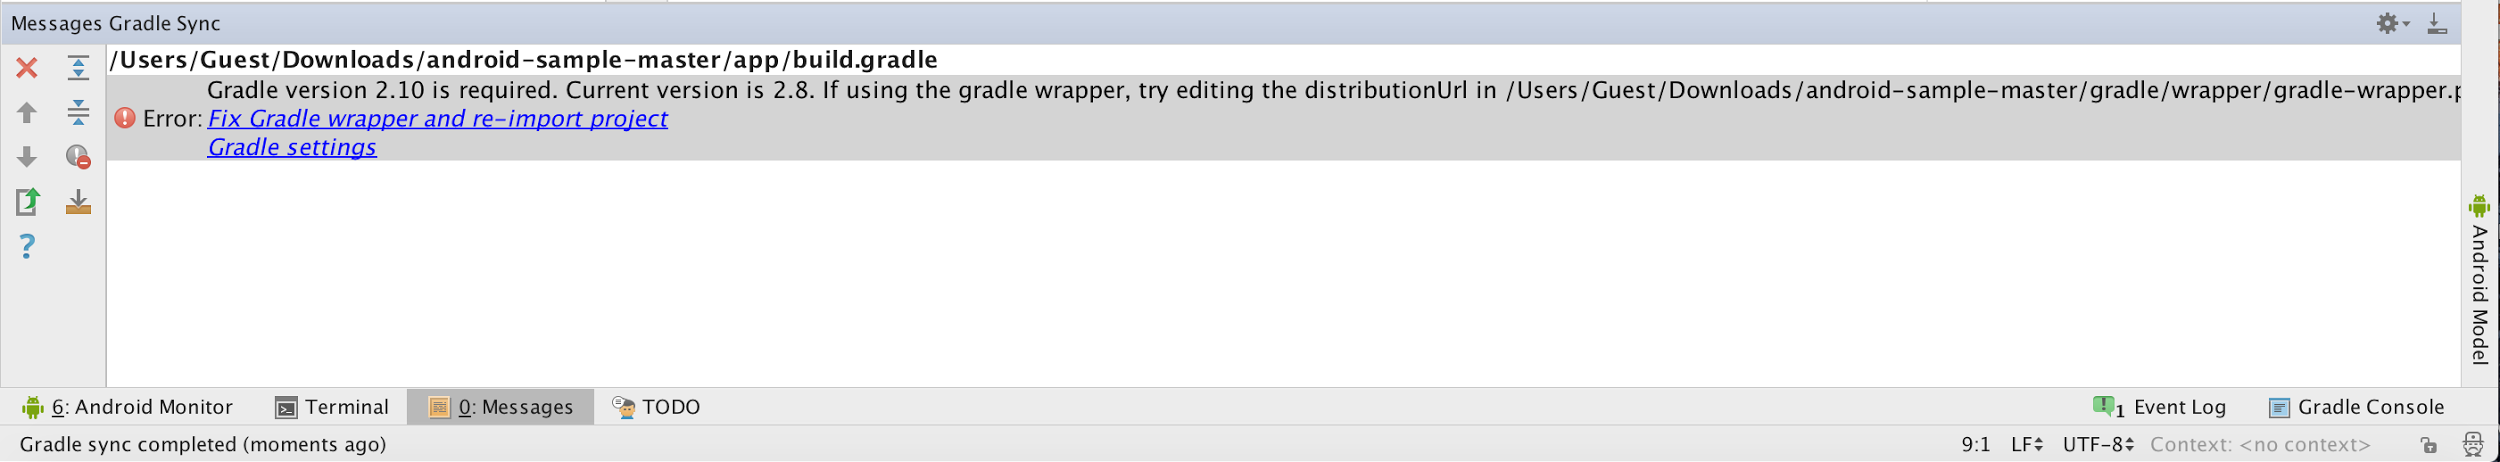 Messages Gradle Sync
/Users/Guest/Downloads/android-sample-master/app/build.gradle
Gradle version 2.10 is required. Current version is 2.8. If using the gradle wrapper, try editing the distributionUrl in /Users/Guest/Downloads/android-sample-master/gradle/wrapper/gradle-wrapper.p
Error: Fix Gradle wrapper and re-import project
Gradle settings
Android Model
6: Android Monitor Terminal 0: Messages TODO 1 Event Log Gradle Console
Gradle sync completed (moments ago) 9:1 LF UTF-8 Context: <no context>